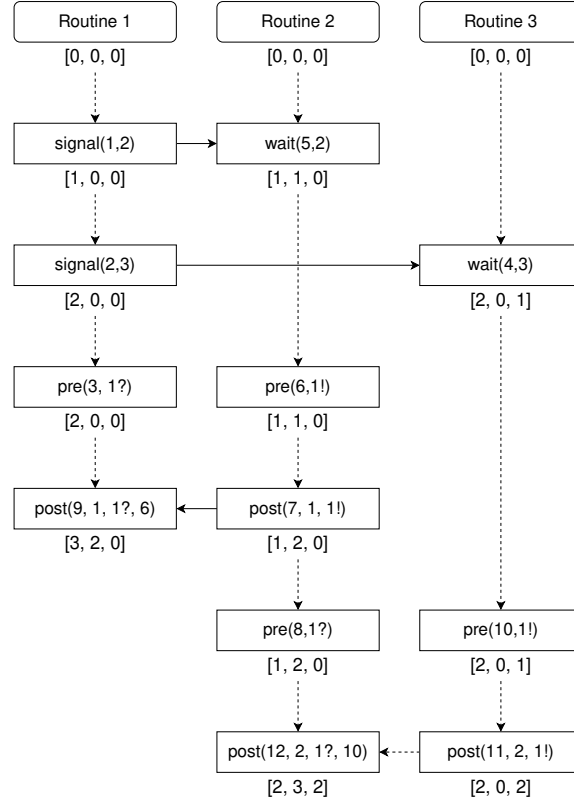 Routine 1
Routine 2
Routine 3
[0, 0, 0]
[0, 0, 0]
[0, 0, 0]
signal(1,2)
wait(5,2)
[1, 0, 0]
[1, 1, 0]
signal(2,3)
wait(4,3)
[2, 0, 0]
[2, 0, 1]
pre(3, 1?)
pre(6,1!)
[2, 0, 0]
[1, 1, 0]
post(9, 1, 1?, 6)
post(7, 1, 1!)
[3, 2, 0]
[1, 2, 0]
pre(8,1?)
pre(10,1!)
[1, 2, 0]
[2, 0, 1]
post(12, 2, 1?, 10)
post(11, 2, 1!)
[2, 3, 2]
[2, 0, 2]